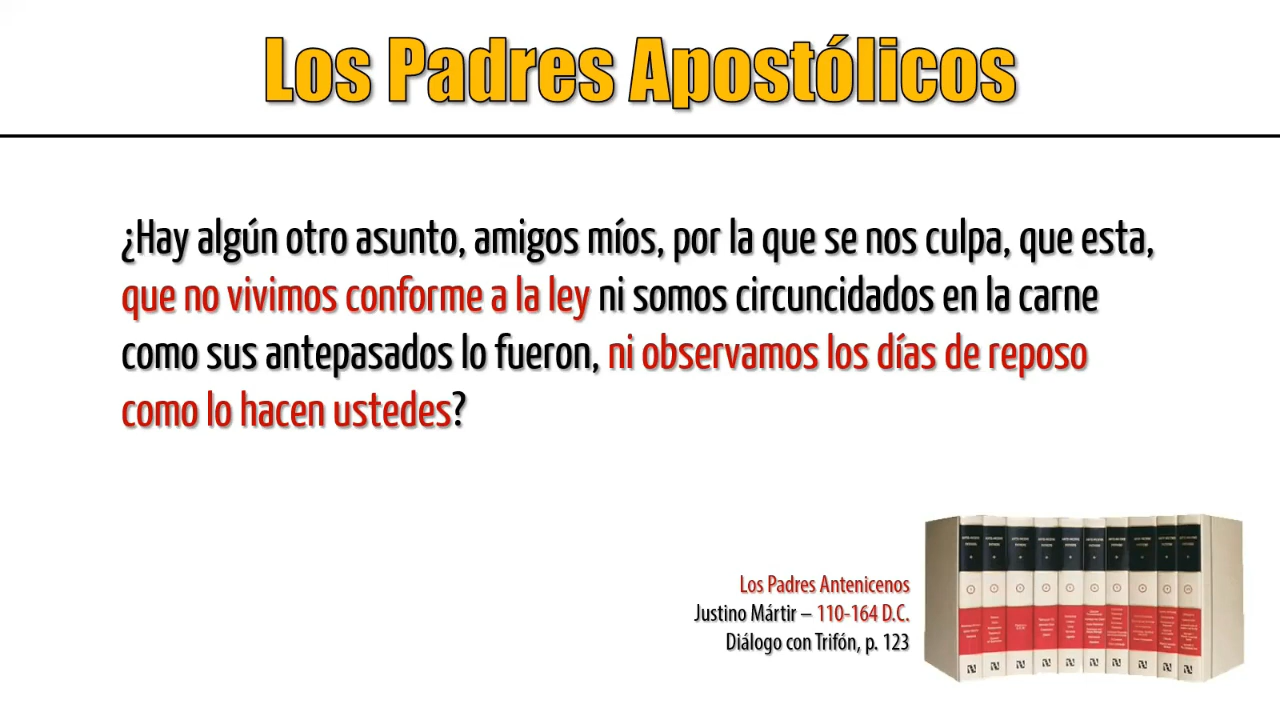 Los Padres Apostólicos
¿Hay algún otro asunto, amigos míos, por la que se nos culpa, que esta,
que no vivimos conforme a la ley ni somos circuncidados en la carne
como sus antepasados lo fueron, ni observamos los días de reposo
como lo hacen ustedes?
Los Padres Antenicenos
Justino Mártir – 110-164 D.C.
Diálogo con Trifón, p. 123